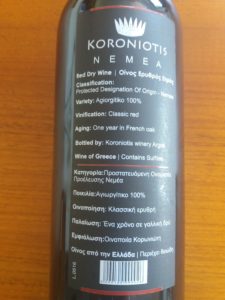 KORONIOTIS
NEMEA
Red Dry Wine | Οίνος Ερυθρός Ξηρός
Classification:
Protected Designation Of Origin - Nemea
Variety: Agiorgitiko 100%
Vinification: Classic red
Aging: One year in French oak
Bottled by: Koroniotis winery Argos
Wine of Greece | Contains Sulfites
Κατηγορία: Προστατευόμενη Ονομασία
Προέλευσης Νεμέα
Ποικιλία: Αγιωργίτικο 100%
Οινοποίηση: Κλασική ερυθρή
Παλαίωση: Ένα χρόνο σε γαλλική δρυ
Εμφιάλωση: Οινοποιία Κορωνιώτη
Οίνος από την Ελλάδα | Περιέχει Θειώδη